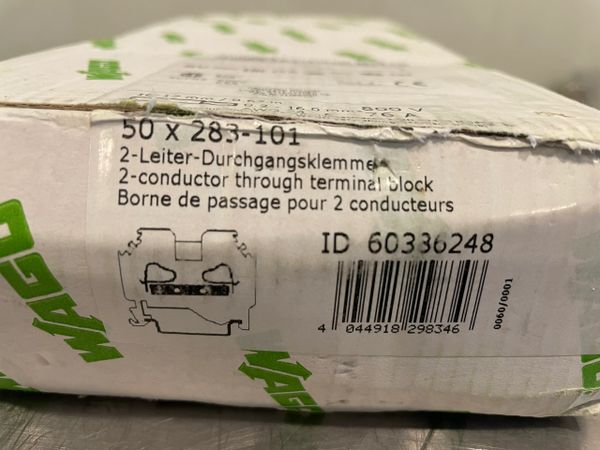 WAGO
76 A
50 x 283-101
2-Leiter-Durchgangsklemme
2-conductor through terminal block
Borne de passage pour 2 conducteurs
ID 60336248
4 044918 298346
0060/0001
WAGO
WAGO